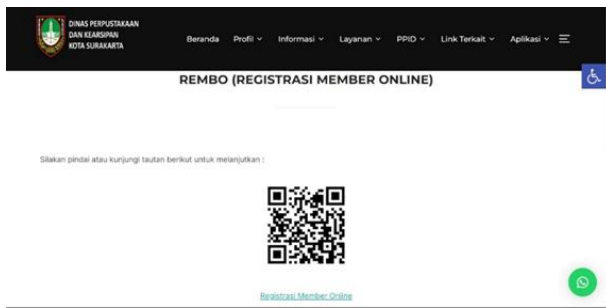 DINAS PERPUSTAKAAN
DAN KEARSIPAN
KOTA SURAKARTA
Beranda Profil Informasi Layanan PPID Link Terkait Aplikasi
REMBO (REGISTRASI MEMBER ONLINE)
Silakan pindai atau kunjungi tautan berikut untuk melanjutkan :
Registrasi Member Online